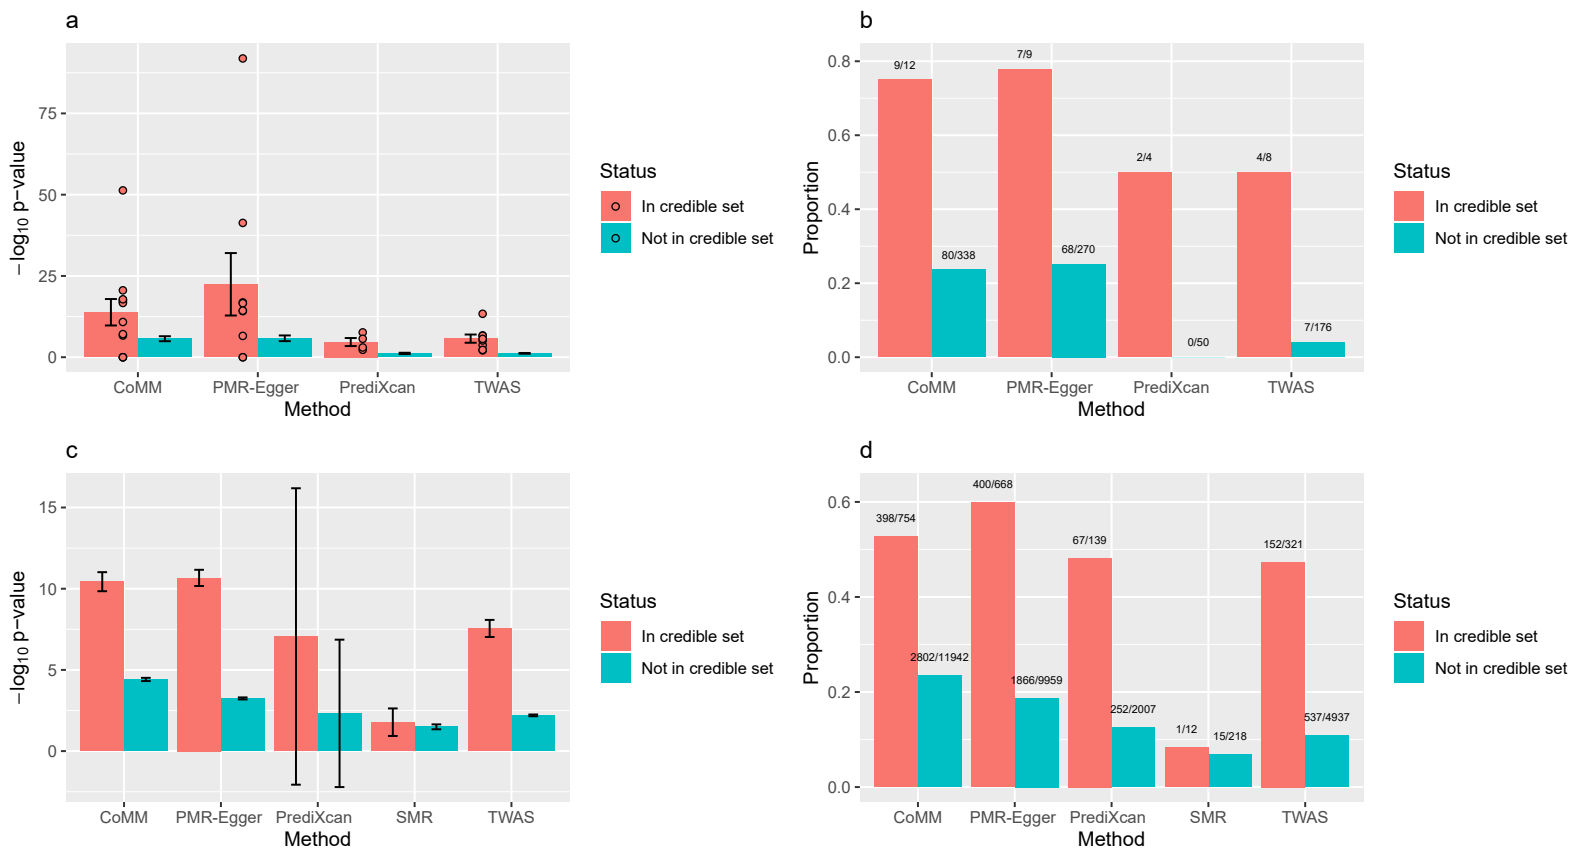 a
−log10 p−value
75
50
25
0
CoMM
PMR-Egger
PrediXcan
TWAS
Method
Status
In credible set
Not in credible set
b
Proportion
0.8
0.6
0.4
0.2
0.0
9/12
80/338
7/9
68/270
2/4
0/50
4/8
7/176
CoMM
PMR-Egger
PrediXcan
TWAS
Method
Status
In credible set
Not in credible set
c
−log10 p−value
15
10
5
0
CoMM
PMR-Egger
PrediXcan
SMR
TWAS
Method
Status
In credible set
Not in credible set
d
Proportion
0.6
0.4
0.2
0.0
398/754
2802/11942
400/668
1866/9959
67/139
252/2007
1/12
15/218
152/321
537/4937
CoMM
PMR-Egger
PrediXcan
SMR
TWAS
Method
Status
In credible set
Not in credible set